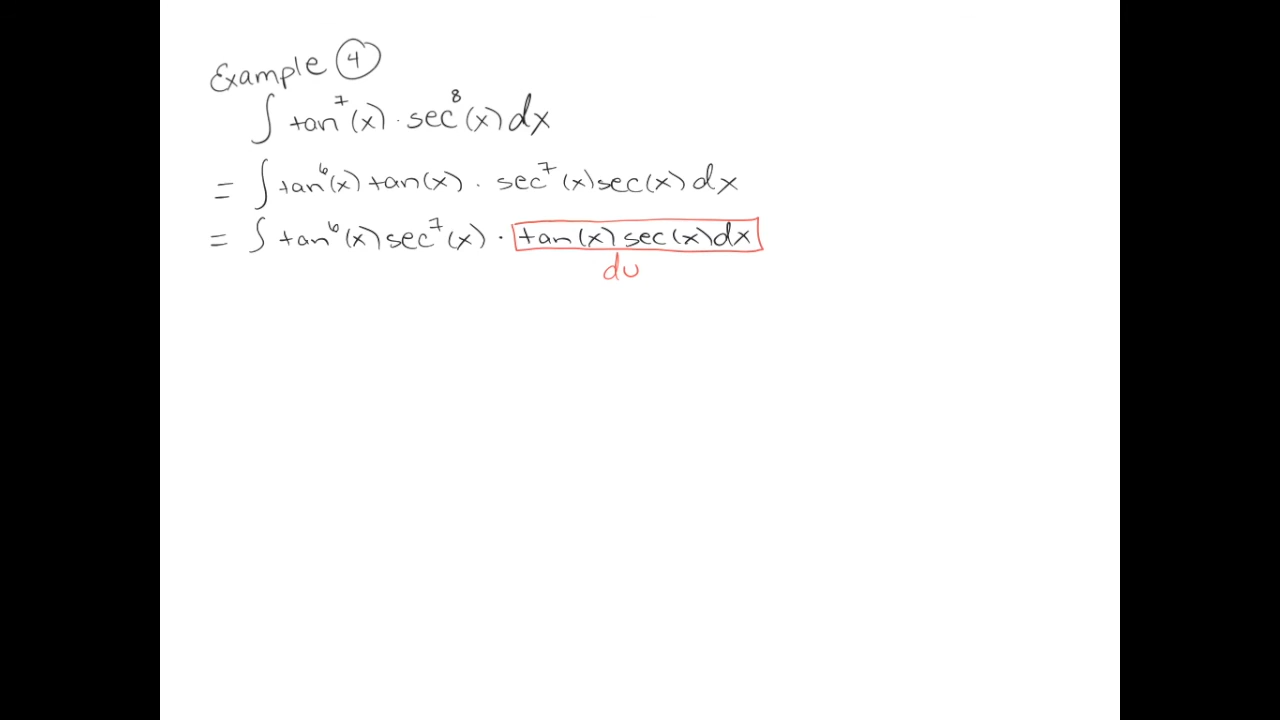 Example ④
∫ tan⁷(x) · sec⁸(x) dx
= ∫ tan⁶(x) tan(x) · sec⁷(x) sec(x) dx
= ∫ tan⁶(x) sec⁷(x) · tan(x) sec(x) dx
du